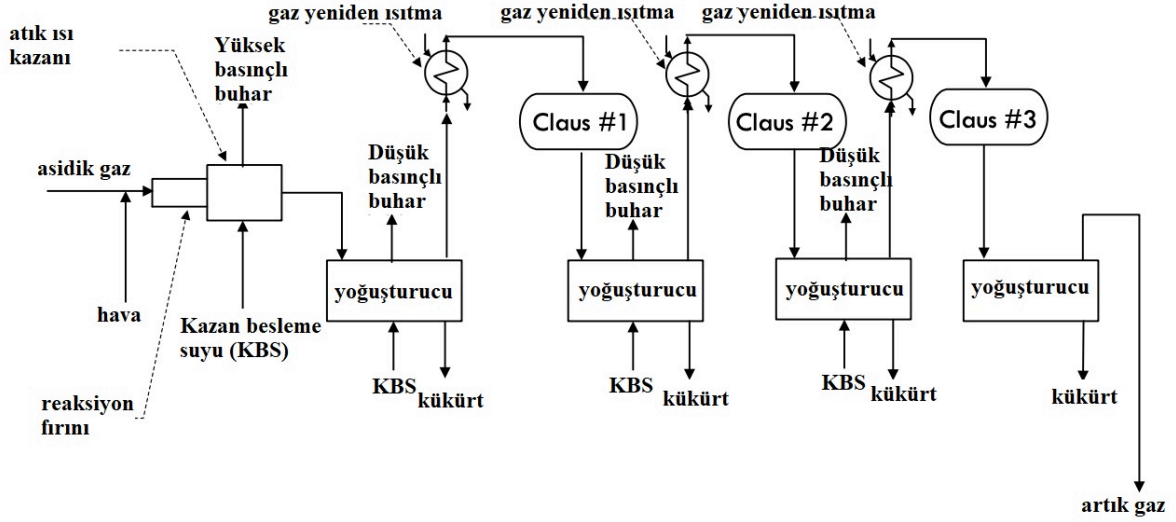 gaz yeniden ısıtma
gaz yeniden ısıtma
gaz yeniden ısıtma
atık ısı
kazanı
Yüksek
basınçlı
buhar
Claus #1
Claus #2
Claus #3
asidik gaz
Düşük
basınçlı
buhar
Düşük
basınçlı
buhar
Düşük
basınçlı
buhar
yoğuşturucu
yoğuşturucu
yoğuşturucu
yoğuşturucu
hava
Kazan besleme
suyu (KBS)
KBS
kükürt
KBS
kükürt
KBS
kükürt
kükürt
reaksiyon
fırını
artık gaz